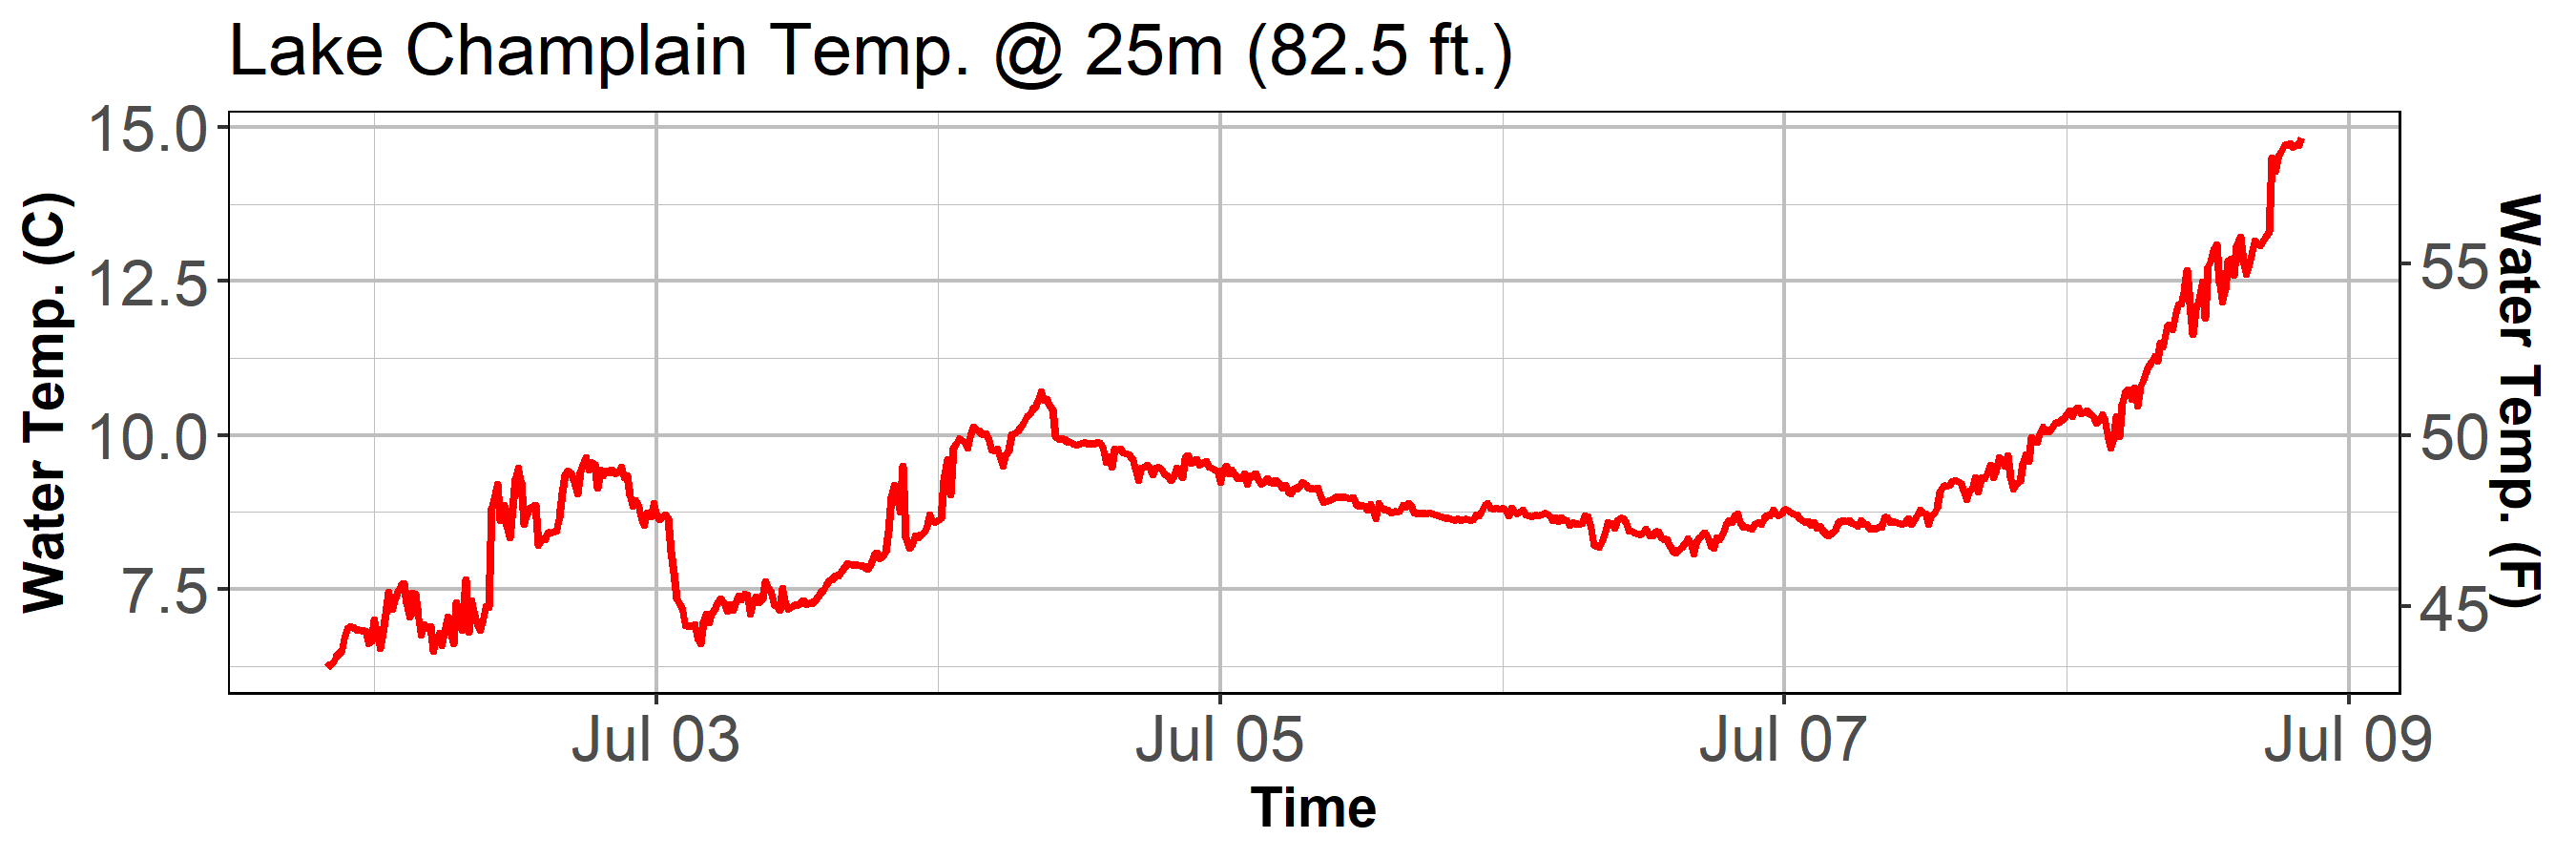 Lake Champlain Temp. @ 25m (82.5 ft.)
Water Temp. (C)
15.0
12.5
10.0
7.5
Water Temp. (F)
55
50
45
Jul 03
Jul 05
Jul 07
Jul 09
Time